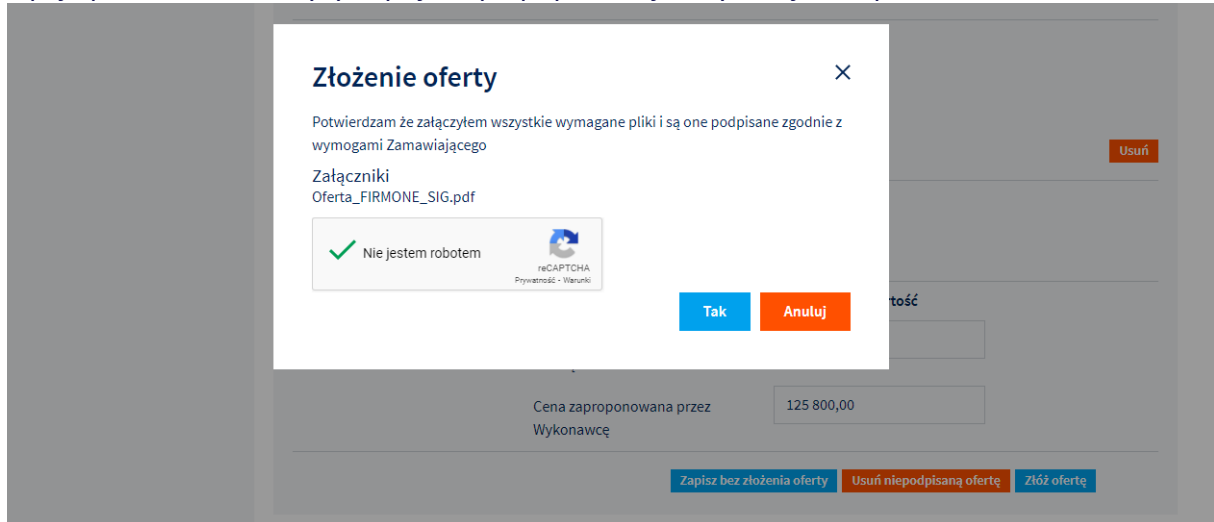 Złożenie oferty
Potwierdzam że załączyłem wszystkie wymagane pliki i są one podpisane zgodnie z
wymogami Zamawiającego
Usuń
Załączniki
Oferta_FIRMONE_SIG.pdf
Nie jestem robotem
reCAPTCHA
Prywatność - Warunki
Tak
Anuluj
tość
Cena zaproponowana przez
Wykonawcę
125 800,00
Zapisz bez złożenia oferty
Usuń niepodpisaną ofertę
Złóż ofertę